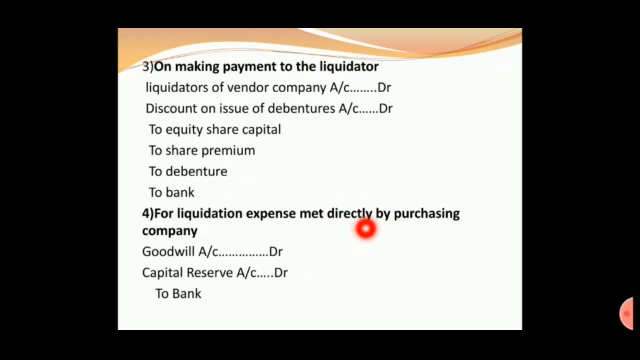 3)On making payment to the liquidator
liquidators of vendor company A/c........Dr
Discount on issue of debentures A/c......Dr
To equity share capital
To share premium
To debenture
To bank
4)For liquidation expense met directly by purchasing
company
Goodwill A/c...............Dr
Capital Reserve A/c.....Dr
To Bank